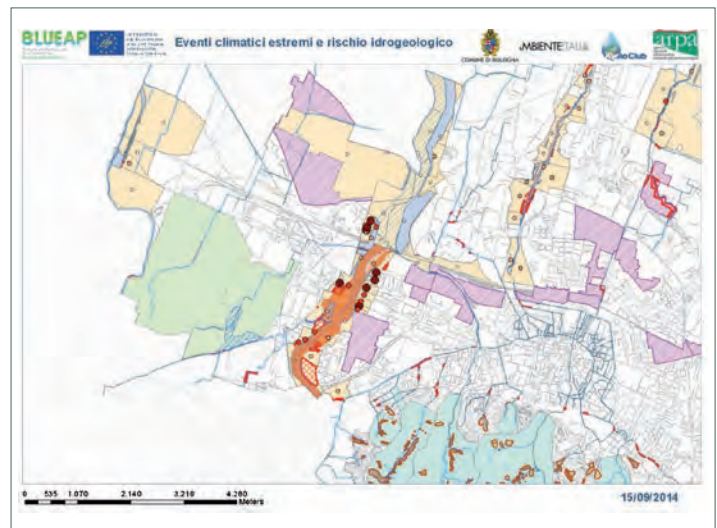 BLUEAP
Eventi climatici estremi e rischio idrogeologico
COMUNE DI BOLOGNA
AMBIENTEITALIA
arpa
0 535 1.070 2.140 3.210 4.280
Meters
15/09/2014